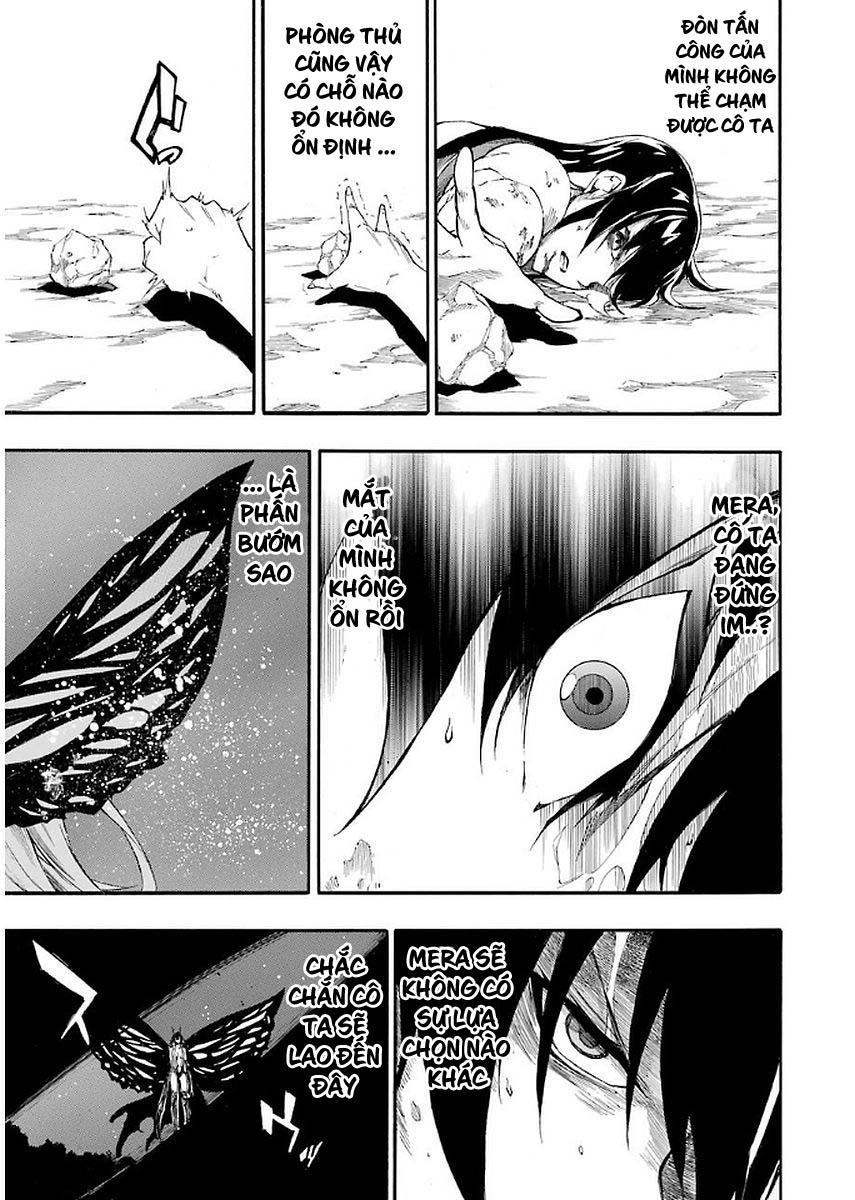 ĐÒN TẤN
CÔNG CỦA
MÌNH KHÔNG
THỂ CHẠM
ĐƯỢC CÔ TA
PHÒNG THỦ
CŨNG VẬY
CÓ CHỖ NÀO
ĐÓ KHÔNG
ỔN ĐỊNH ...
MERA,
CÔ TA
ĐANG
ĐỨNG
IM..?
MẮT
CỦA
MÌNH
KHÔNG
ỔN RỒI
... LÀ
PHẤN
BƯỚM
SAO
MERA SẼ
KHÔNG CÓ
SỰ LỰA
CHỌN NÀO
KHÁC
CHẮC
CHẮN CÔ
TA SẼ
LAO ĐẾN
ĐÂY